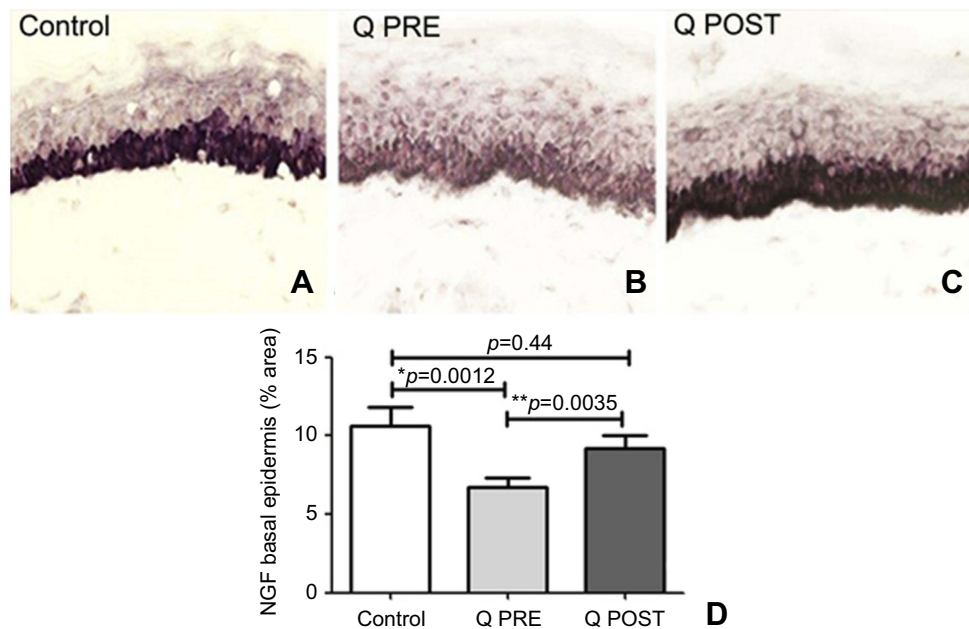 Control
Q PRE
Q POST
A
B
C
NGF basal epidermis (% area)
15
10
5
0
p=0.44
*p=0.0012
**p=0.0035
Control
Q PRE
Q POST
D